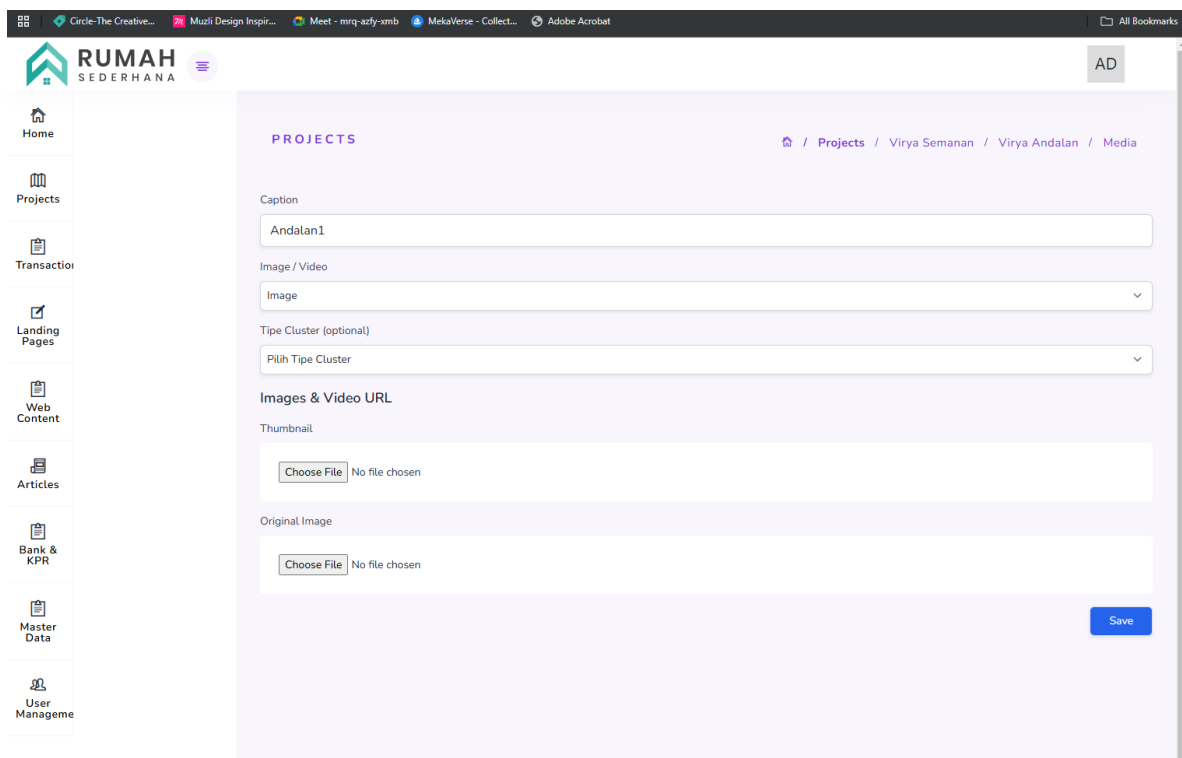 Circle-The Creative... Muzli Design Inspir... Meet - mrq-azfy-xmb MekaVerse - Collect... Adobe Acrobat All Bookmarks
RUMAH
SEDERHANA
AD
Home
Projects
Transaction
Landing
Pages
Web
Content
Articles
Bank &
KPR
Master
Data
User
Manageme
PROJECTS
/ Projects / Virya Semanan / Virya Andalan / Media
Caption
Andalan1
Image / Video
Image
Tipe Cluster (optional)
Pilih Tipe Cluster
Images & Video URL
Thumbnail
Choose File No file chosen
Original Image
Choose File No file chosen
Save